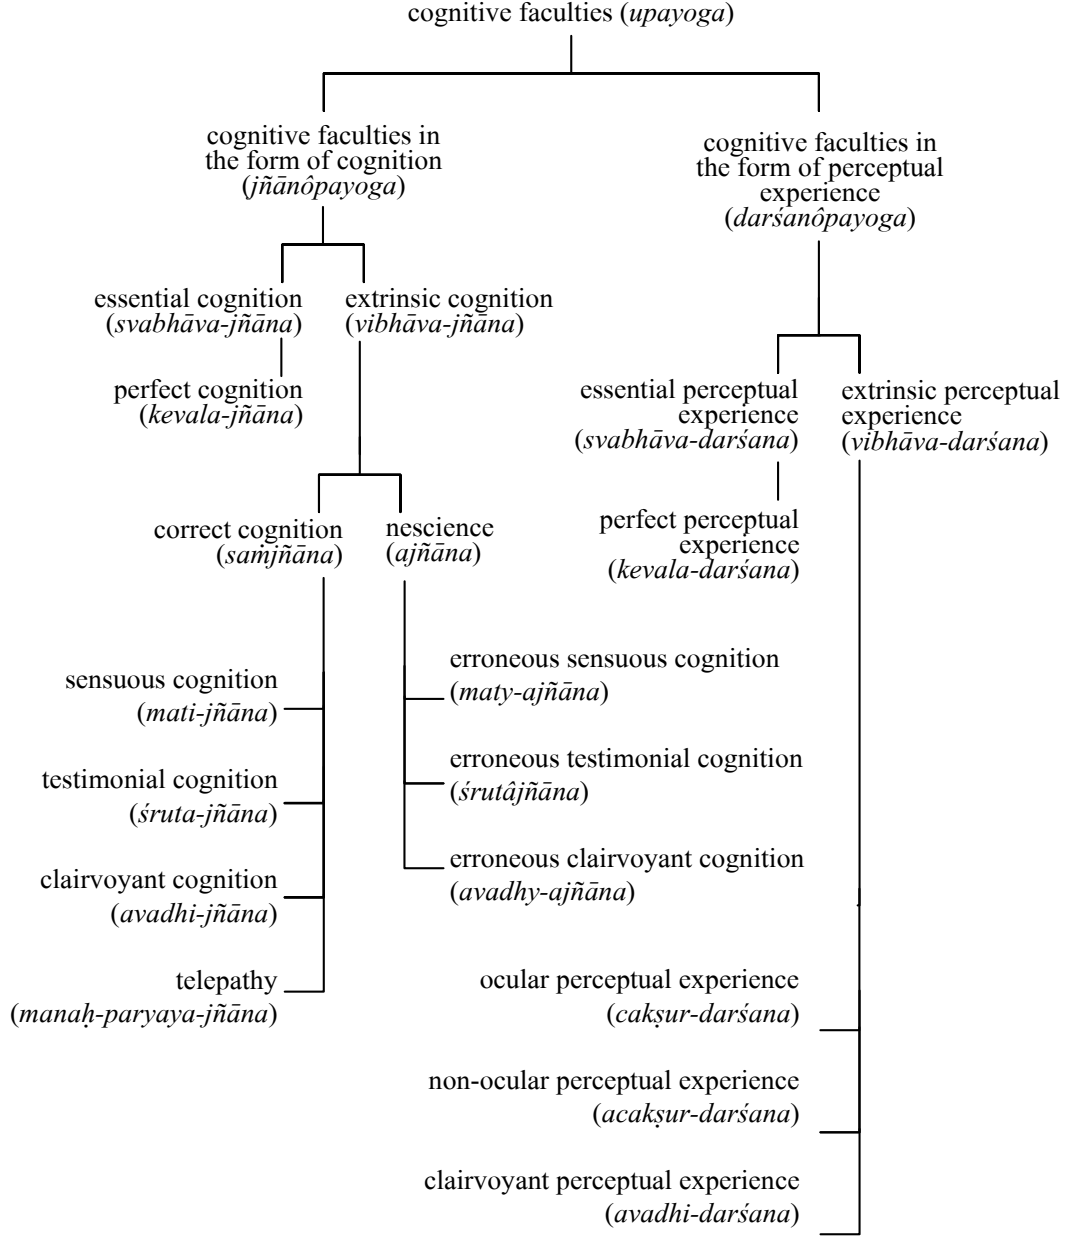 cognitive faculties (upayoga)
cognitive faculties in
the form of cognition
(jñānôpayoga)
cognitive faculties in
the form of perceptual
experience
(darśanôpayoga)
essential cognition
(svabhāva-jñāna)
extrinsic cognition
(vibhāva-jñāna)
perfect cognition
(kevala-jñāna)
essential perceptual
experience
(svabhāva-darśana)
extrinsic perceptual
experience
(vibhāva-darśana)
perfect perceptual
experience
(kevala-darśana)
correct cognition
(saṁjñāna)
nescience
(ajñāna)
sensuous cognition
(mati-jñāna)
testimonial cognition
(śruta-jñāna)
clairvoyant cognition
(avadhi-jñāna)
telepathy
(manaḥ-paryaya-jñāna)
erroneous sensuous cognition
(maty-ajñāna)
erroneous testimonial cognition
(śrutâjñāna)
erroneous clairvoyant cognition
(avadhy-ajñāna)
ocular perceptual experience
(cakṣur-darśana)
non-ocular perceptual experience
(acakṣur-darśana)
clairvoyant perceptual experience
(avadhi-darśana)